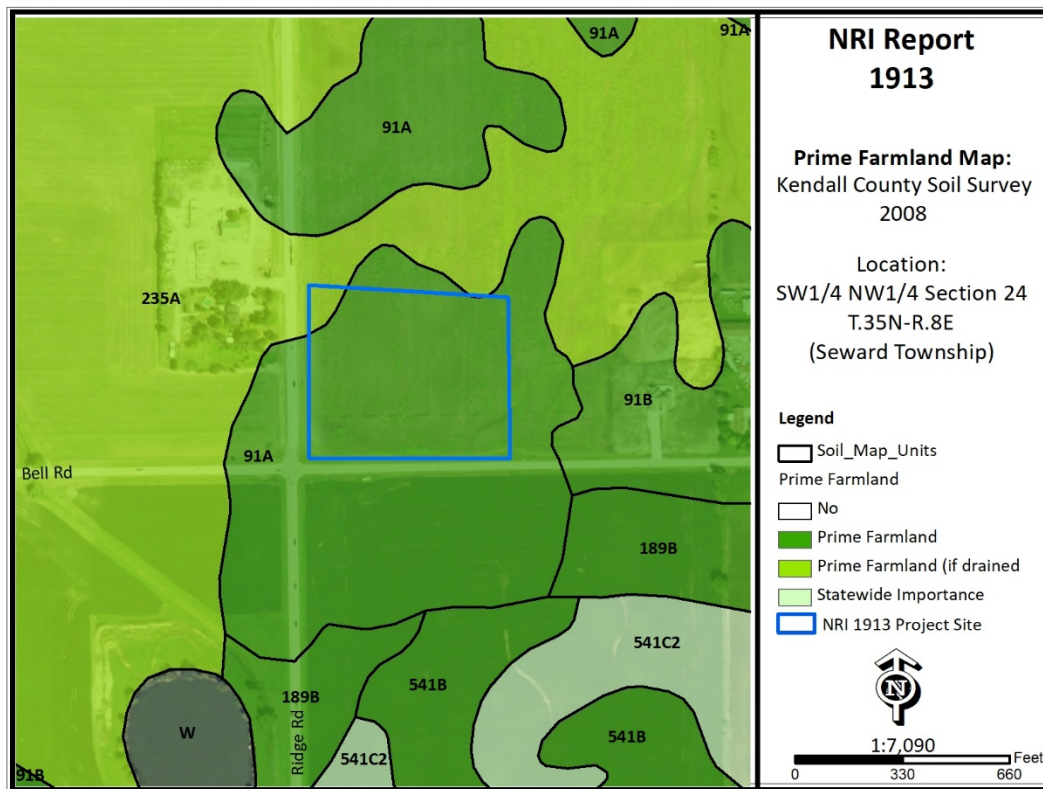 91A
91A
91A
235A
91B
91A
Bell Rd
189B
541C2
541B
189B
W
Ridge Rd
541B
541C2
91B
NRI Report
1913
Prime Farmland Map:
Kendall County Soil Survey
2008
Location:
SW1/4 NW1/4 Section 24
T.35N-R.8E
(Seward Township)
Legend
Soil_Map_Units
Prime Farmland
No
Prime Farmland
Prime Farmland (if drained
Statewide Importance
NRI 1913 Project Site
N
1:7,090
Feet
0 330 660